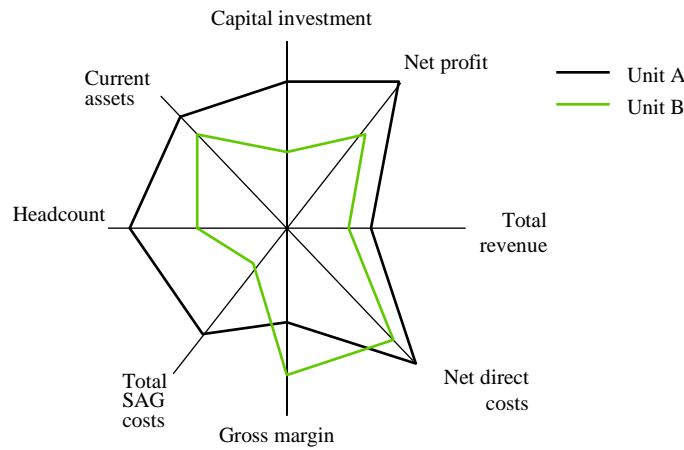 Capital investment
Net profit
Unit A
Unit B
Current
assets
Headcount
Total
revenue
Total
SAG
costs
Net direct
costs
Gross margin